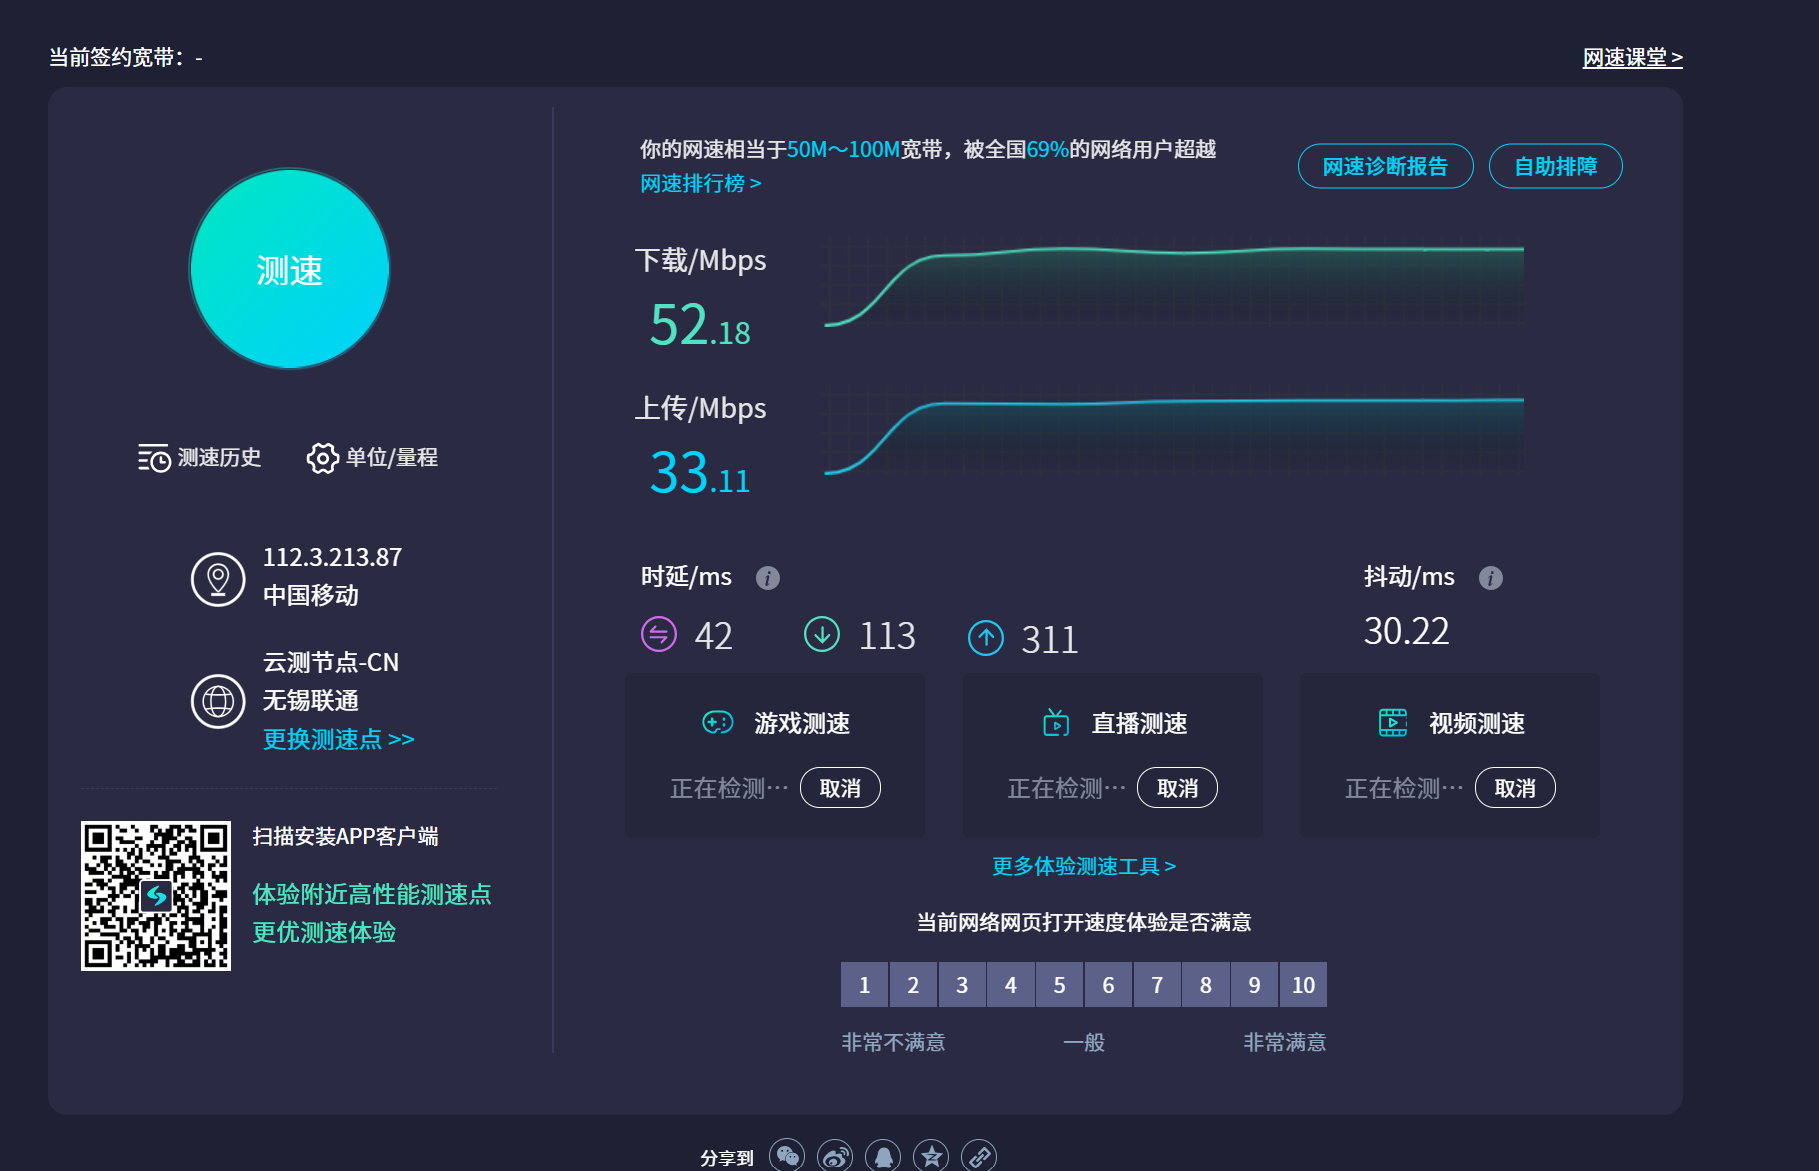 当前签约宽带：-
网速课堂 >
测速
测速历史
单位/量程
112.3.213.87
中国移动
云测节点-CN
无锡联通
更换测速点 >>
扫描安装APP客户端
体验附近高性能测速点
更优测速体验
你的网速相当于50M～100M宽带，被全国69%的网络用户超越
网速排行榜 >
网速诊断报告
自助排障
下载/Mbps
52.18
上传/Mbps
33.11
时延/ms
i
抖动/ms
i
42
113
311
30.22
游戏测速
直播测速
视频测速
正在检测···
取消
正在检测···
取消
正在检测···
取消
更多体验测速工具 >
当前网络网页打开速度体验是否满意
1 2 3 4 5 6 7 8 9 10
非常不满意
一般
非常满意
分享到